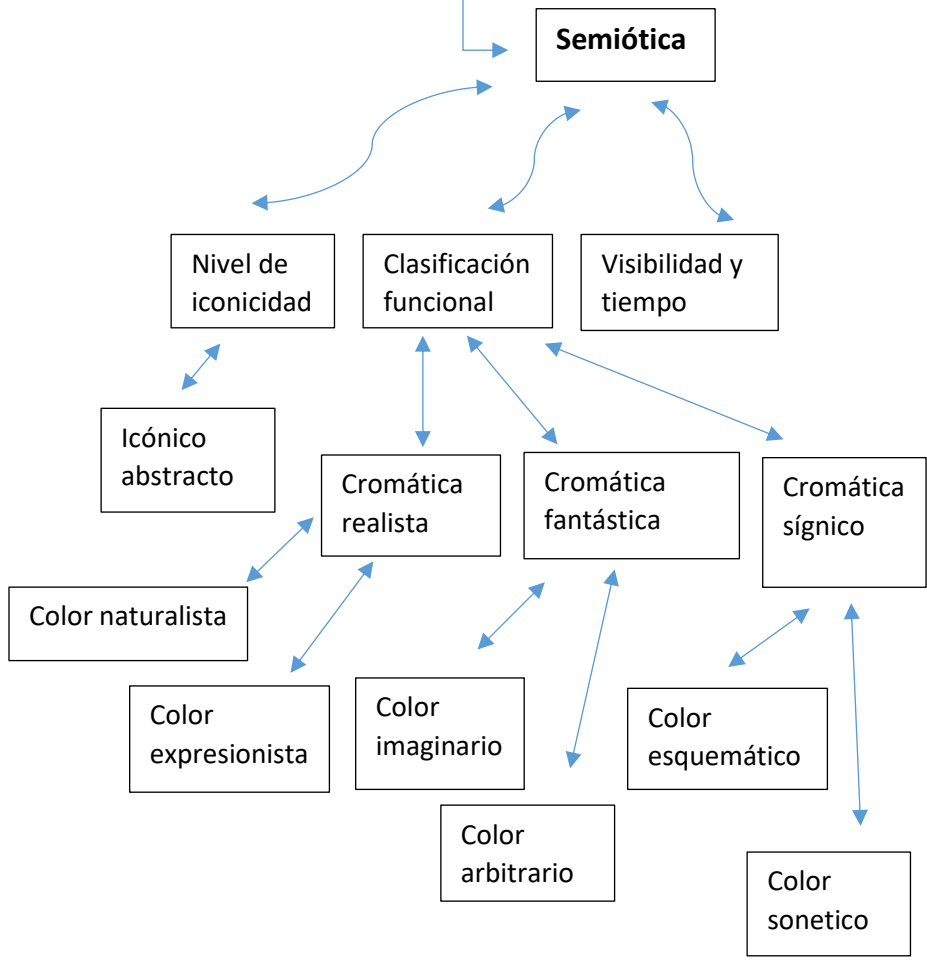 Semiótica
Nivel de
iconicidad
Clasificación
funcional
Visibilidad y
tiempo
Icónico
abstracto
Cromática
realista
Cromática
fantástica
Cromática
sígnico
Color naturalista
Color
expresionista
Color
imaginario
Color
esquemático
Color
arbitrario
Color
sonetico